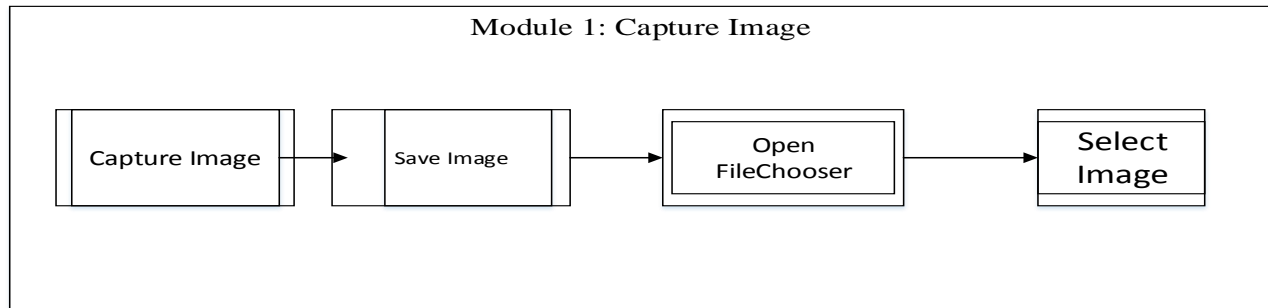 Module 1: Capture Image
Capture Image
Save Image
Open
FileChooser
Select
Image